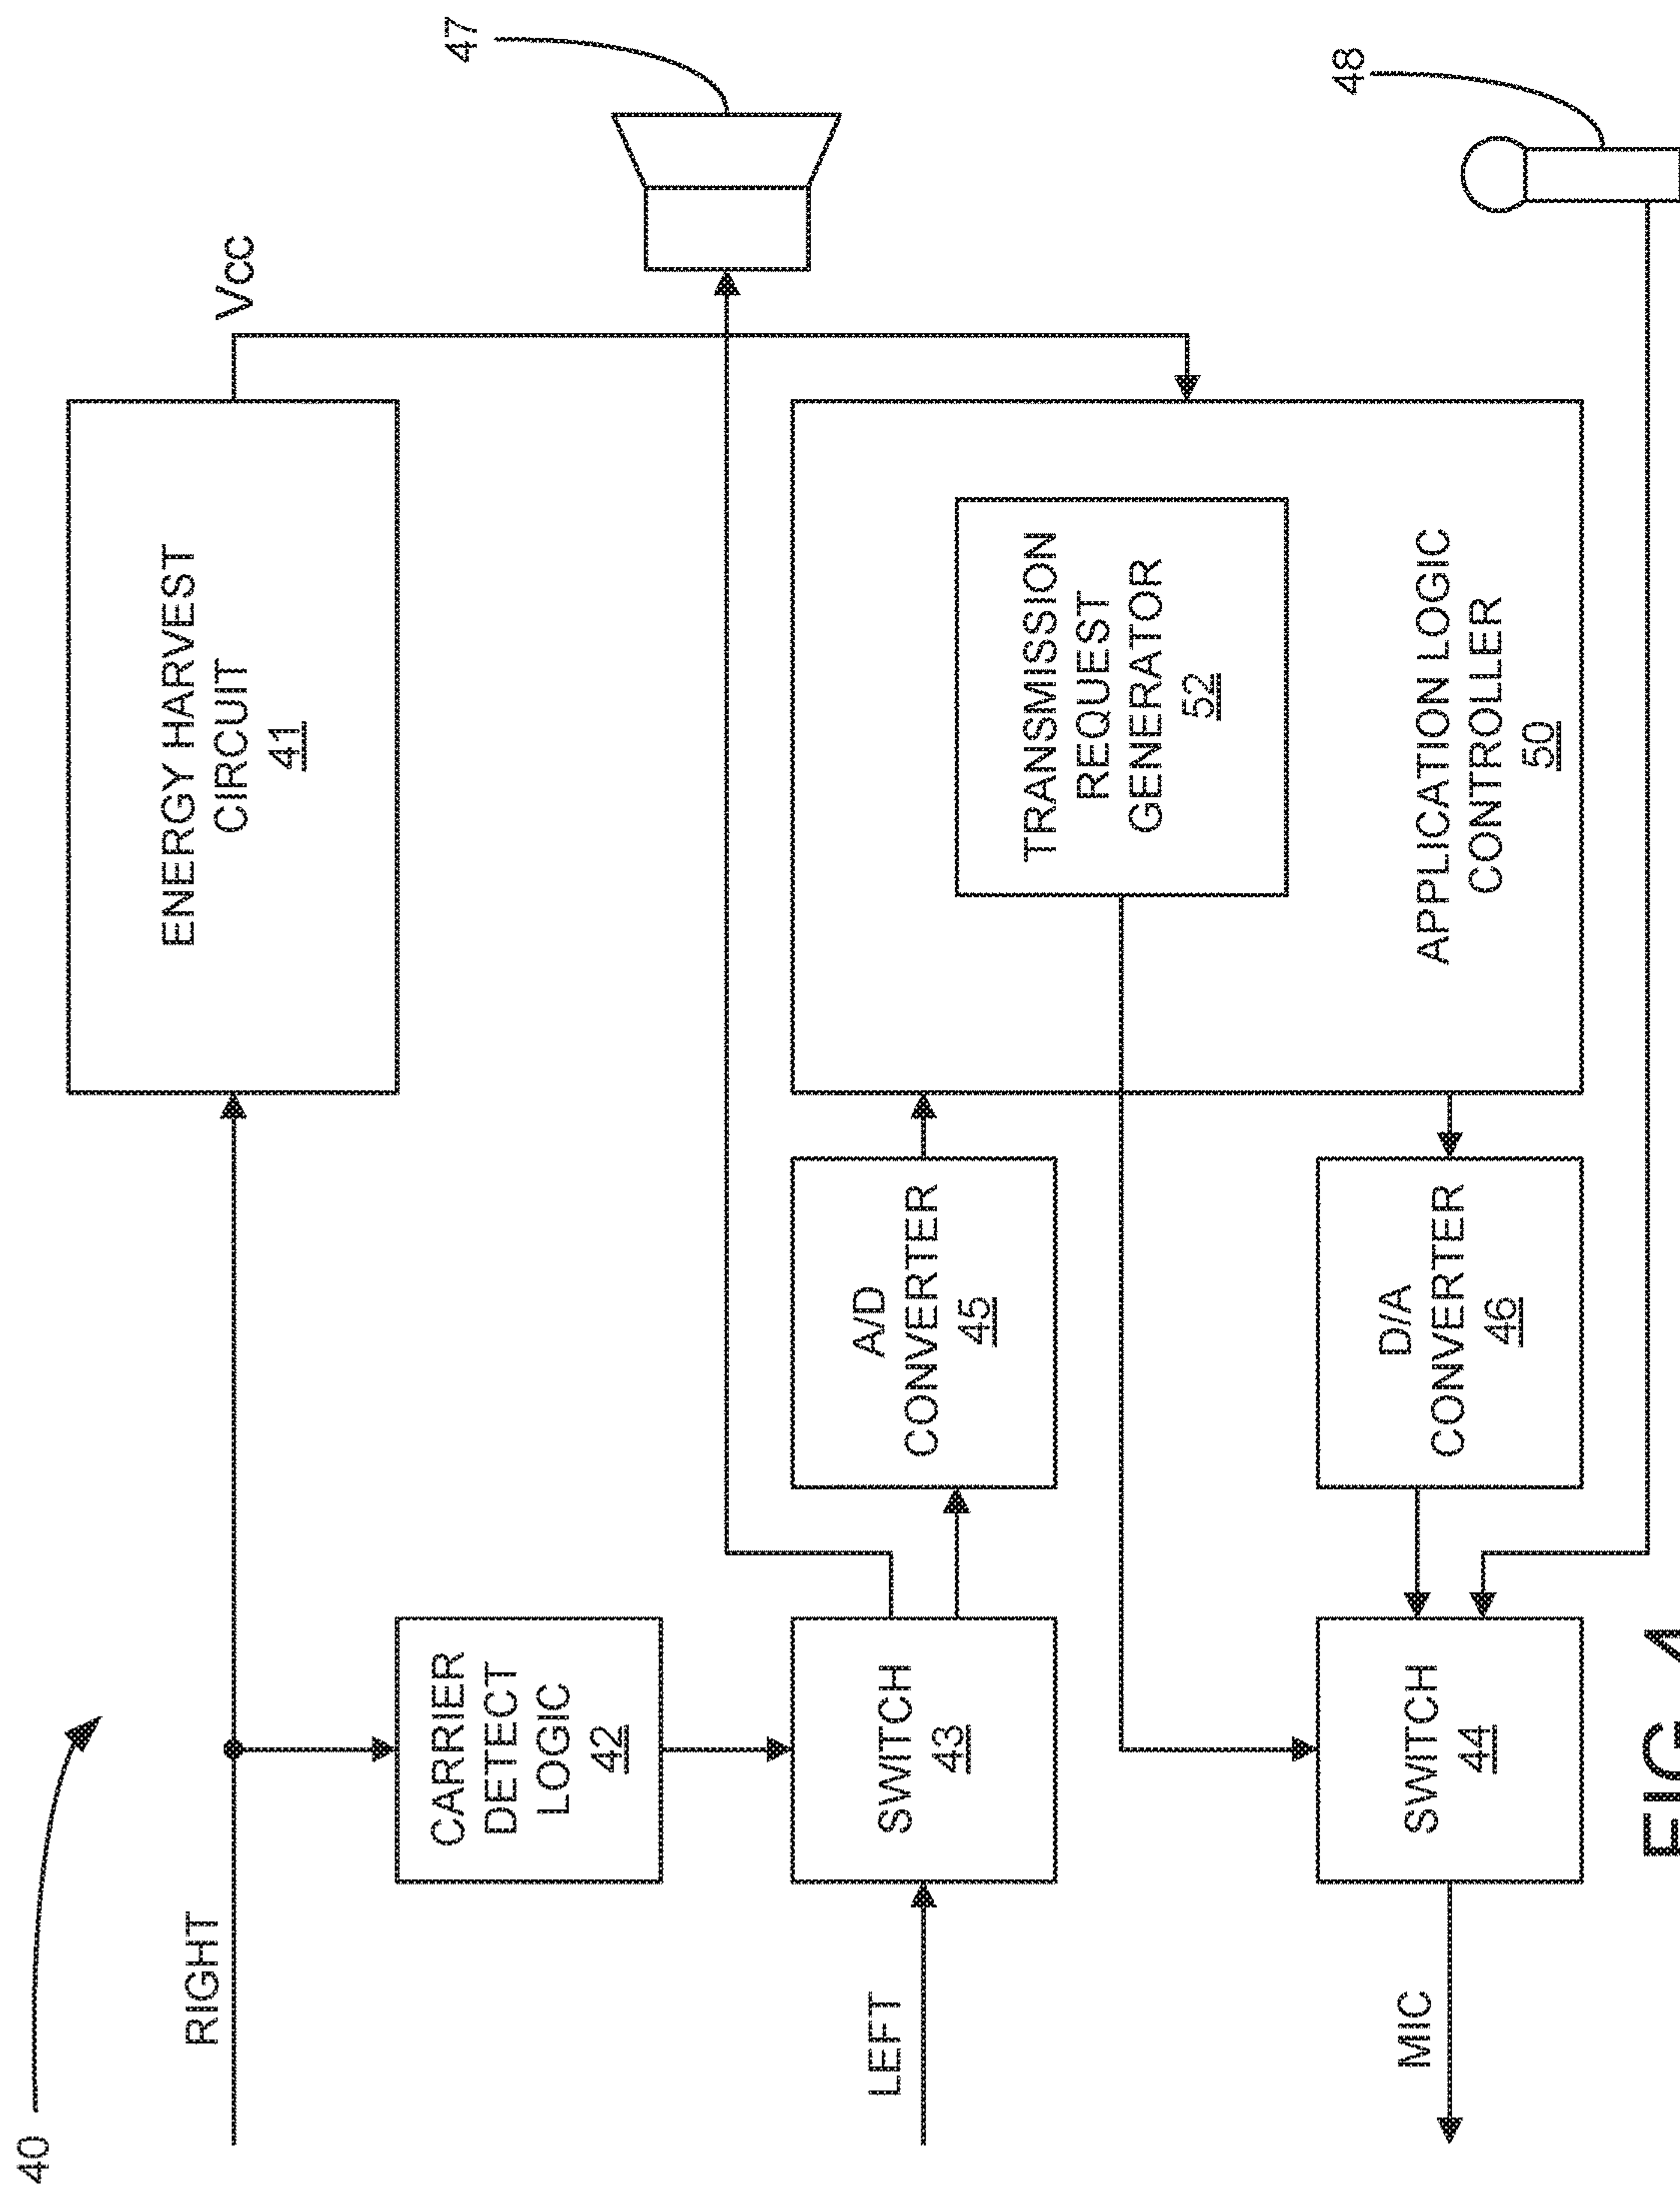 40
RIGHT
ENERGY HARVEST
CIRCUIT
41
Vcc
47
CARRIER
DETECT
LOGIC
42
LEFT
SWITCH
43
A/D
CONVERTER
45
TRANSMISSION
REQUEST
GENERATOR
52
APPLICATION LOGIC
CONTROLLER
50
MIC
SWITCH
44
D/A
CONVERTER
46
48
FIG.